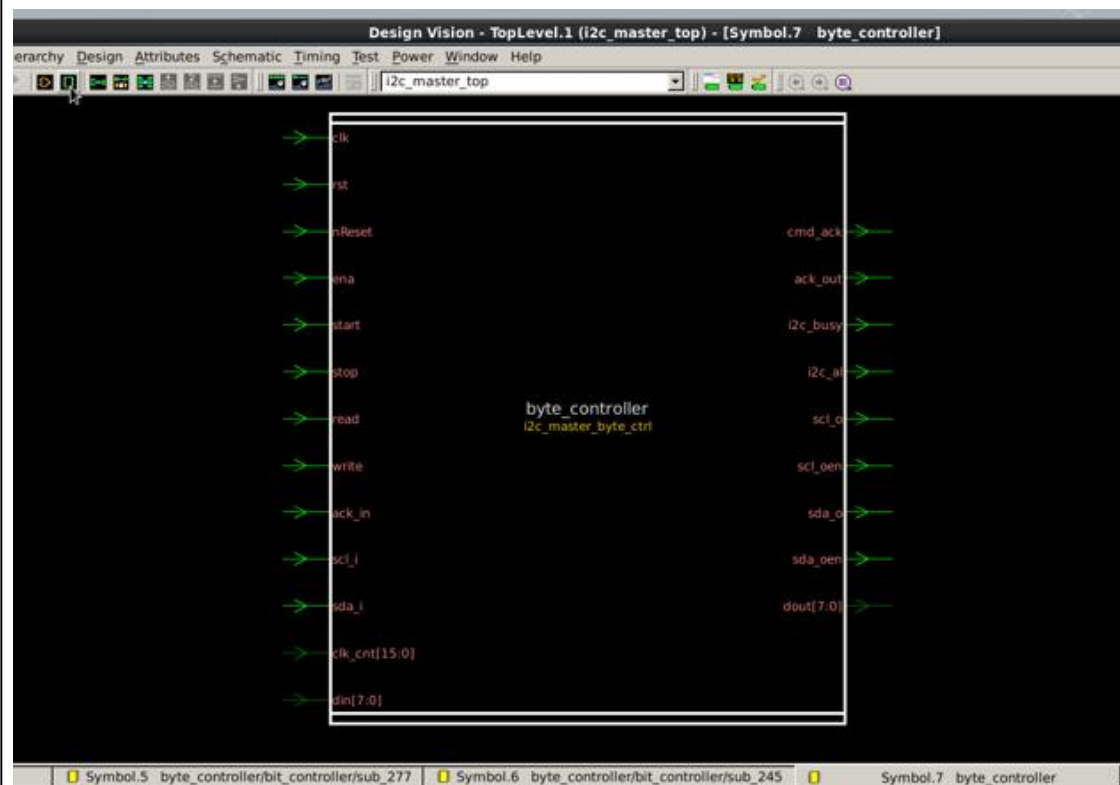 Design Vision - TopLevel.1 (i2c_master_top) - [Symbol.7 byte_controller]
erarchy Design Attributes Schematic Timing Test Power Window Help
i2c_master_top
clk
rst
nReset
ena
start
stop
read
write
ack_in
scl_i
sda_i
clk_cnt[15:0]
din[7:0]
byte_controller
i2c_master_byte_ctrl
cmd_ack
ack_out
i2c_busy
i2c_al
scl_o
scl_oen
sda_o
sda_oen
dout[7:0]
Symbol.5 byte_controller/bit_controller/sub_277
Symbol.6 byte_controller/bit_controller/sub_245
Symbol.7 byte_controller